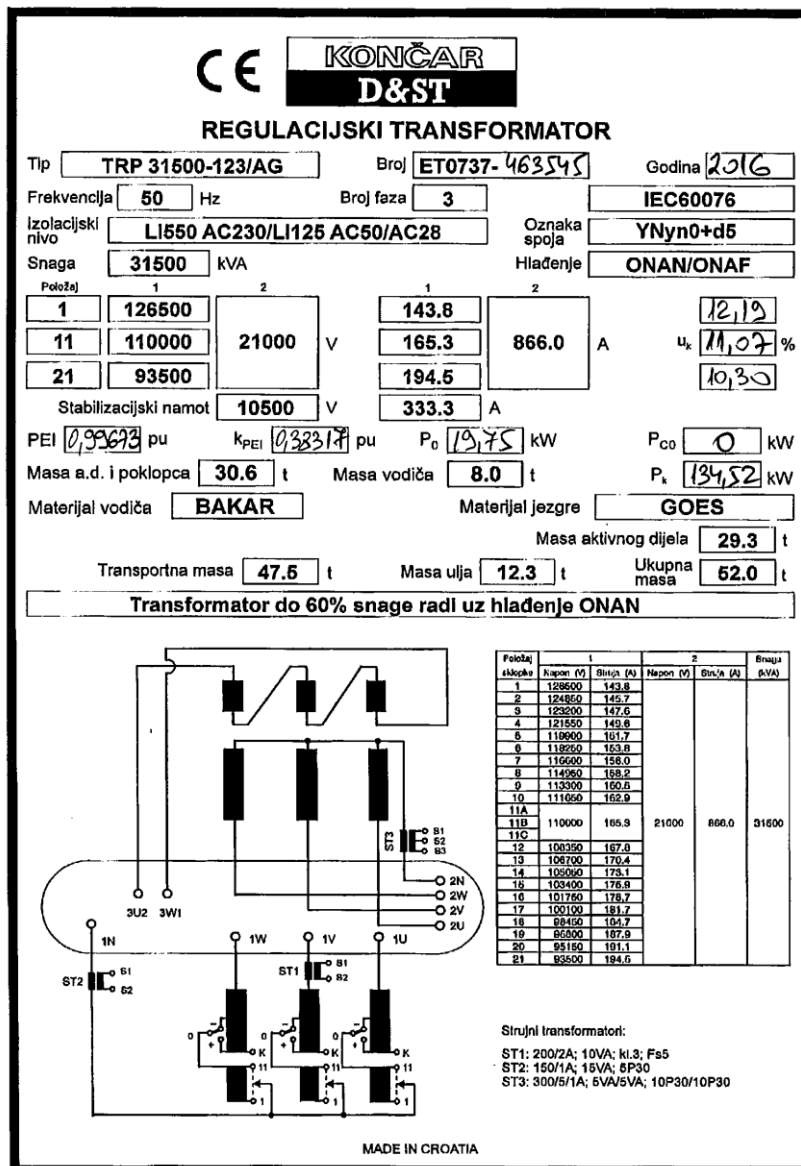 CE KONČAR
D&ST
REGULACIJSKI TRANSFORMATOR
Tip TRP 31500-123/AG Broj ET0737-463545 Godina 2016
Frekvencija 50 Hz Broj faza 3 IEC60076
Izolacijski nivo LI550 AC230/LI125 AC50/AC28 Oznaka spoja YNyn0+d5
Snaga 31500 kVA Hlađenje ONAN/ONAF
Položaj 1 2 1 2
1 126500 143.8 12,19
11 110000 21000 V 165.3 866.0 A uk 11,07 %
21 93500 194.5 10,30
Stabilizacijski namot 10500 V 333.3 A
PEI 0,99673 pu kPEI 0,38317 pu P0 19,75 kW PC0 0 kW
Masa a.d. i poklopca 30.6 t Masa vodiča 8.0 t Pk 134,52 kW
Materijal vodiča BAKAR Materijal jezgre GOES
Masa aktivnog dijela 29.3 t
Transportna masa 47.5 t Masa ulja 12.3 t Ukupna masa 52.0 t
Transformator do 60% snage radi uz hlađenje ONAN
Položaj sklopke 1 2 Snaga (kVA)
Napon (V) Struja (A) Napon (V) Struja (A)
1 126500 143.8
2 124850 145.7
3 123200 147.6
4 121550 149.6
5 119900 151.7
6 118250 153.8
7 116600 156.0
8 114950 158.2
9 113300 160.5
10 111650 162.9
11A
11B 110000 165.3 21000 866.0 31500
11C
12 108350 167.8
13 106700 170.4
14 105050 173.1
15 103400 175.9
16 101750 178.7
17 100100 181.7
18 98450 184.7
19 96800 187.9
20 95150 191.1
21 93500 194.5
ST3 S1
S2
S3
2N
2W
2V
2U
3U2 3W1
1N 1W 1V 1U
ST2 S1
S2
ST1 S1
S2
0 - + 0 - + 0 - +
K K K
11 11 11
1 1 1
Strujni transformatori:
ST1: 200/2A; 10VA; kl.3; Fs5
ST2: 150/1A; 15VA; 5P30
ST3: 300/5/1A; 5VA/5VA; 10P30/10P30
MADE IN CROATIA